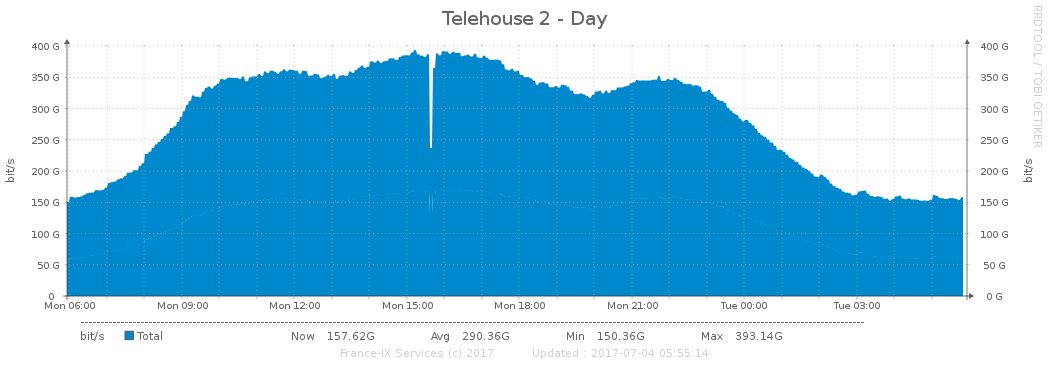 Telehouse 2 - Day
RRDTOOL / TOBI OETIKER
400 G 400 G
350 G 350 G
300 G 300 G
250 G 250 G
200 G 200 G
150 G 150 G
100 G 100 G
50 G 50 G
0 0 G
bit/s bit/s
Mon 06:00 Mon 09:00 Mon 12:00 Mon 15:00 Mon 18:00 Mon 21:00 Tue 00:00 Tue 03:00
bit/s Total Now 157.62G Avg 290.36G Min 150.36G Max 393.14G
France-IX Services (c) 2017 Updated : 2017-07-04 05:55:14